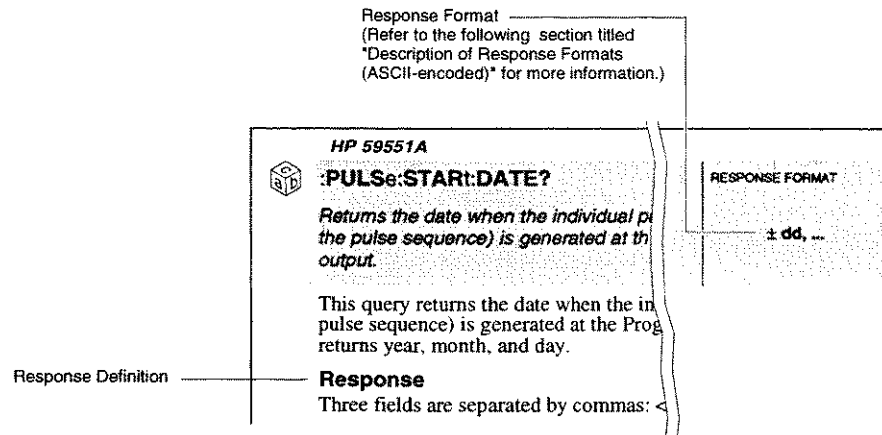 Response Format
(Refer to the following section titled
"Description of Response Formats
(ASCII-encoded)" for more information.)
HP 59551A
:PULSe:STARt:DATE?
RESPONSE FORMAT
Returns the date when the individual p
the pulse sequence) is generated at th
± dd, ...
output.
This query returns the date when the in
pulse sequence) is generated at the Prog
returns year, month, and day.
Response Definition
Response
Three fields are separated by commas: <